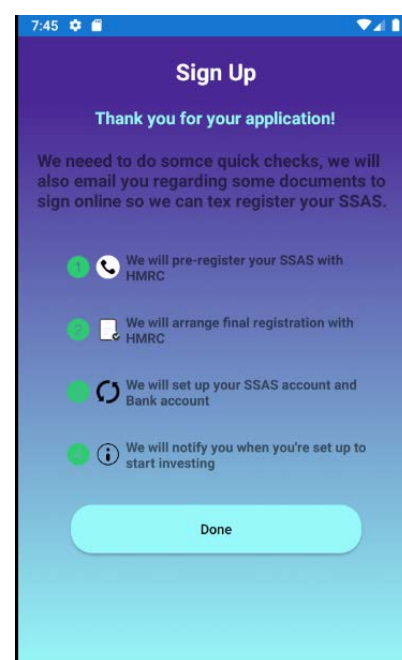 7:45
Sign Up
Thank you for your application!
We neeed to do somce quick checks, we will
also email you regarding some documents to
sign online so we can tex register your SSAS.
1 We will pre-register your SSAS with
HMRC
2 We will arrange final registration with
HMRC
We will set up your SSAS account and
Bank account
4 We will notify you when you're set up to
start investing
Done